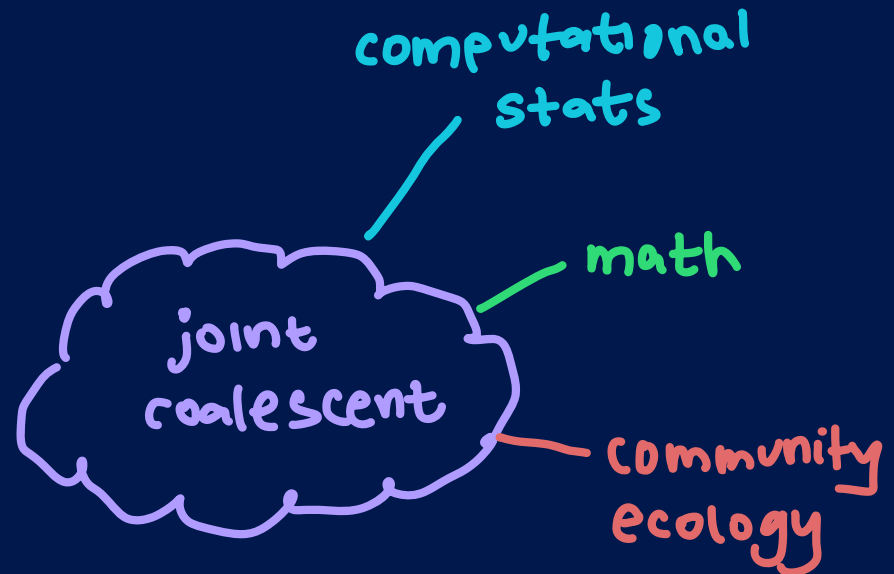 computational
stats
math
joint
coalescent
community
ecology